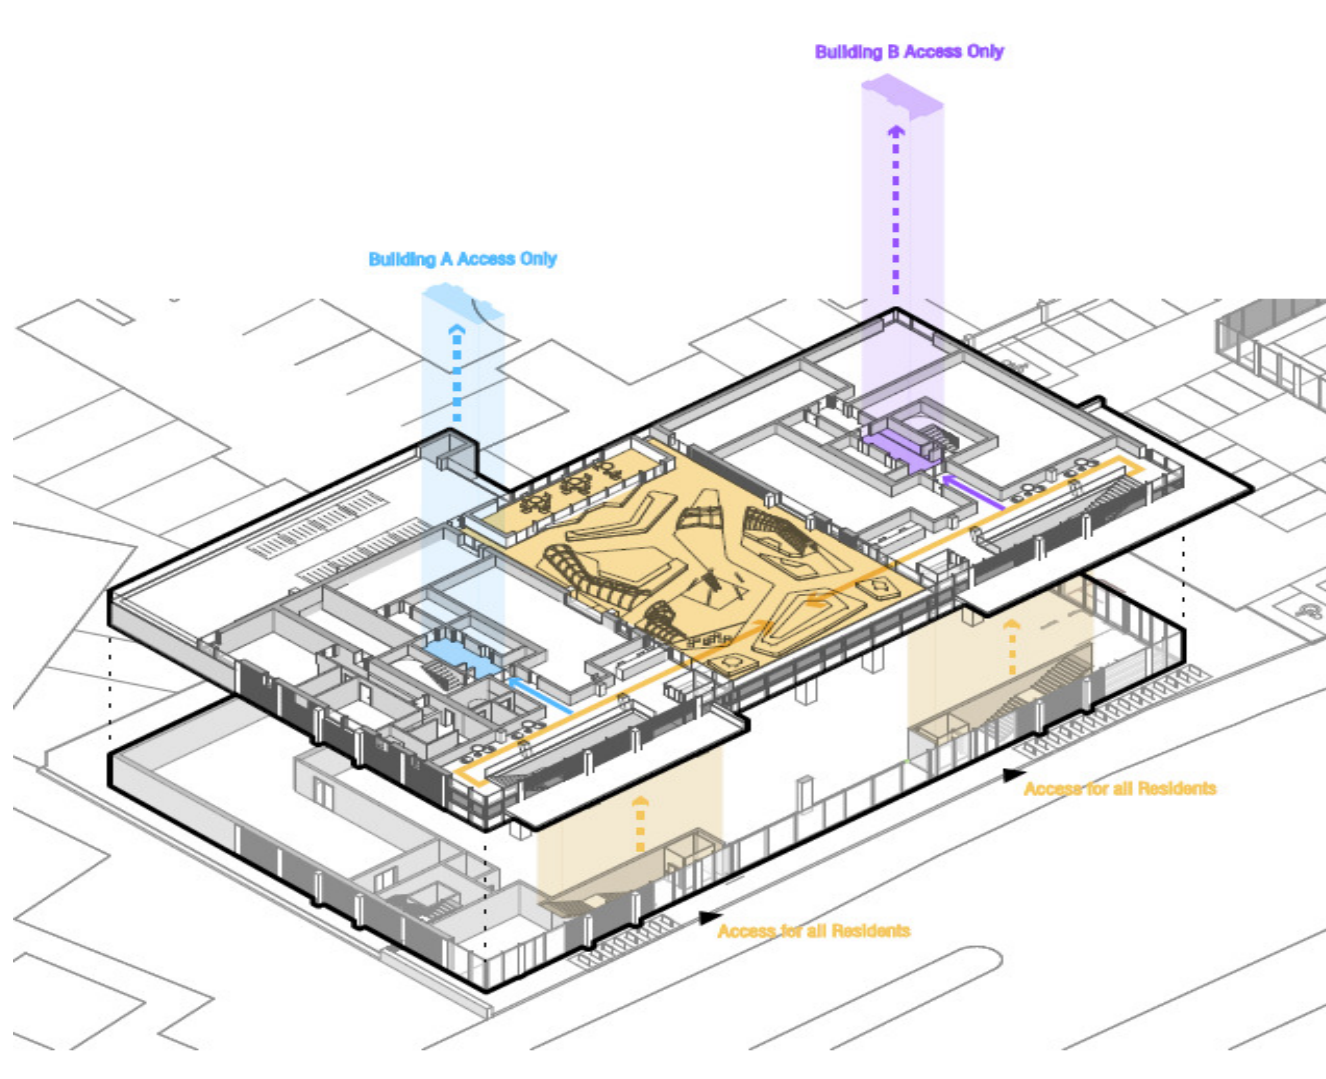 Building B Access Only
Building A Access Only
Access for all Residents
Access for all Residents